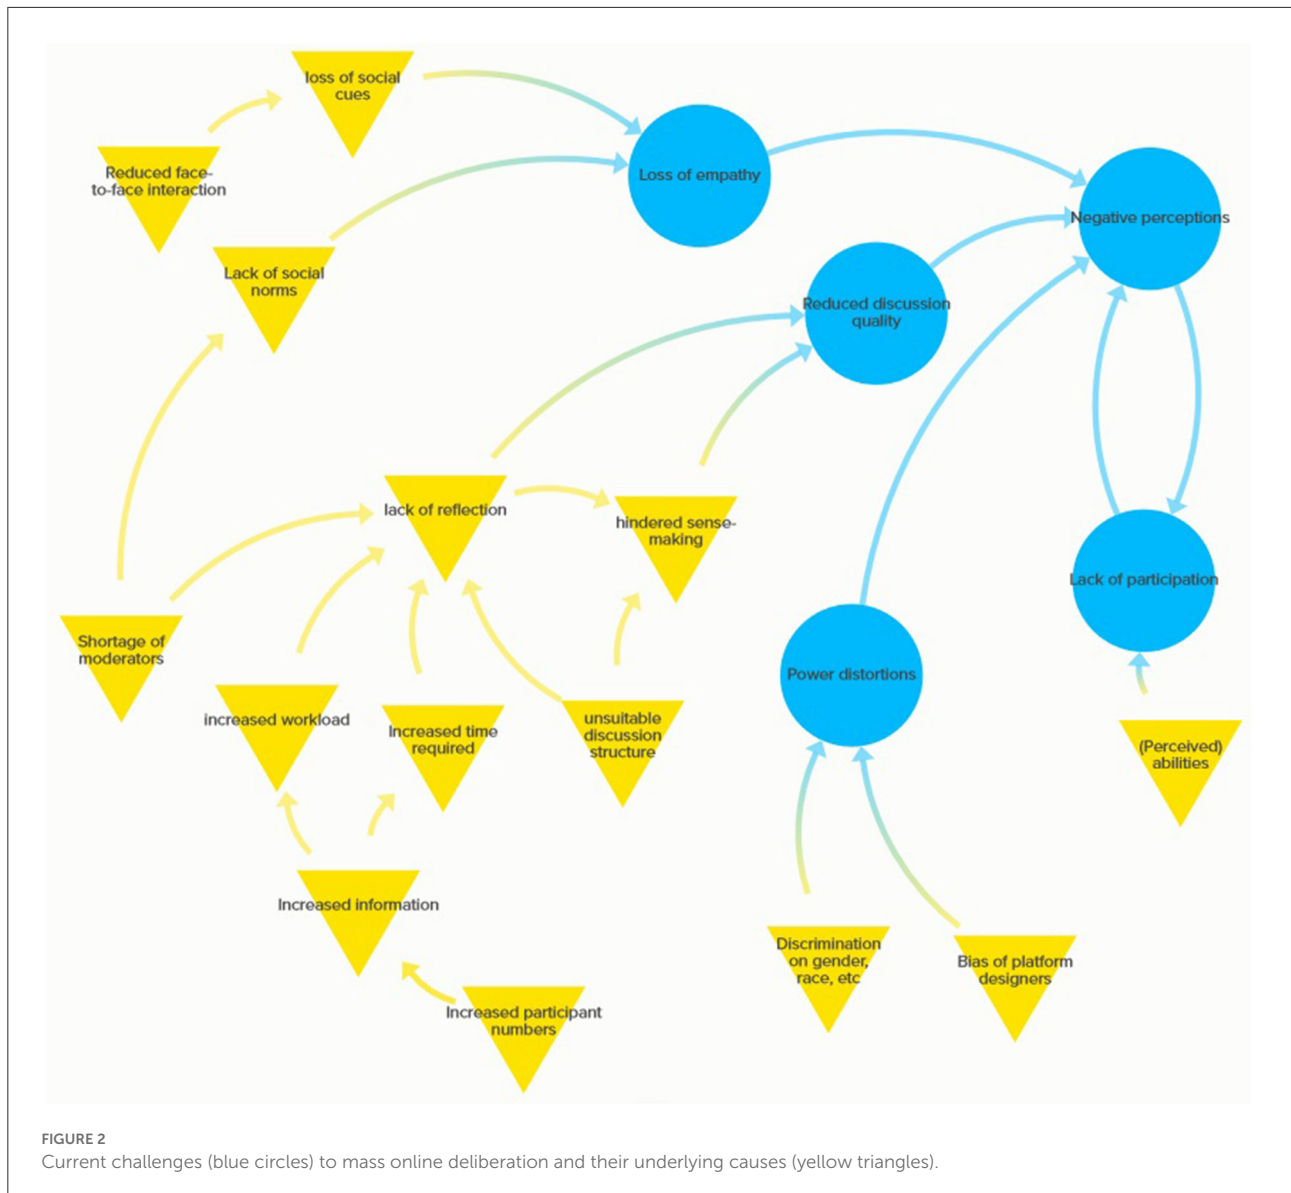 loss of social
cues
Reduced face-
to-face interaction
Loss of empathy
Negative perceptions
Lack of social
norms
Reduced discussion
quality
lack of reflection
hindered sense-
making
Lack of participation
Shortage of
moderators
Power distortions
increased workload
Increased time
required
unsuitable
discussion
structure
(Perceived)
abilities
Increased information
Discrimination
on gender,
race, etc
Bias of platform
designers
Increased participant
numbers
FIGURE 2
Current challenges (blue circles) to mass online deliberation and their underlying causes (yellow triangles).